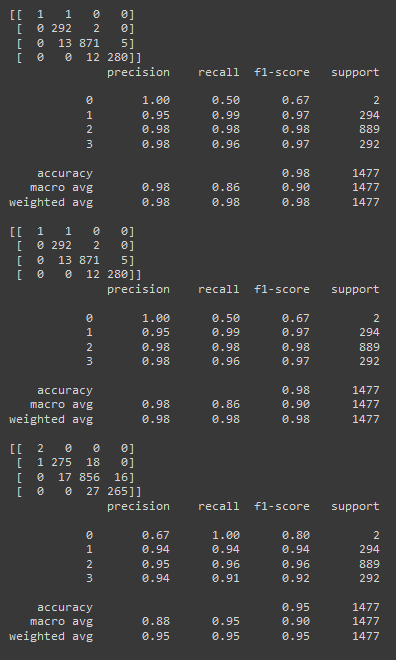 [[  1   1   0   0]
 [  0 292   2   0]
 [  0  13 871   5]
 [  0   0  12 280]]
              precision    recall  f1-score   support

           0       1.00      0.50      0.67         2
           1       0.95      0.99      0.97       294
           2       0.98      0.98      0.98       889
           3       0.98      0.96      0.97       292

    accuracy                           0.98      1477
   macro avg       0.98      0.86      0.90      1477
weighted avg       0.98      0.98      0.98      1477

[[  1   1   0   0]
 [  0 292   2   0]
 [  0  13 871   5]
 [  0   0  12 280]]
              precision    recall  f1-score   support

           0       1.00      0.50      0.67         2
           1       0.95      0.99      0.97       294
           2       0.98      0.98      0.98       889
           3       0.98      0.96      0.97       292

    accuracy                           0.98      1477
   macro avg       0.98      0.86      0.90      1477
weighted avg       0.98      0.98      0.98      1477

[[  2   0   0   0]
 [  1 275  18   0]
 [  0  17 856  16]
 [  0   0  27 265]]
              precision    recall  f1-score   support

           0       0.67      1.00      0.80         2
           1       0.94      0.94      0.94       294
           2       0.95      0.96      0.96       889
           3       0.94      0.91      0.92       292

    accuracy                           0.95      1477
   macro avg       0.88      0.95      0.90      1477
weighted avg       0.95      0.95      0.95      1477